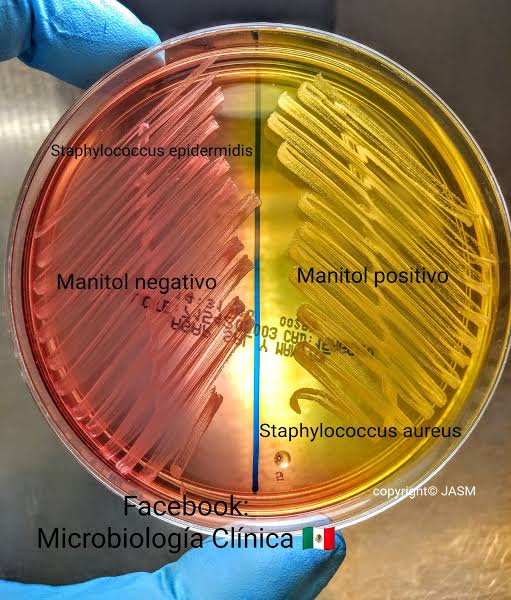 Staphylococcus epidermidis
Manitol negativo
Manitol positivo
Staphylococcus aureus
copyright© JASM
Facebook:
Microbiología Clínica 🇲🇽